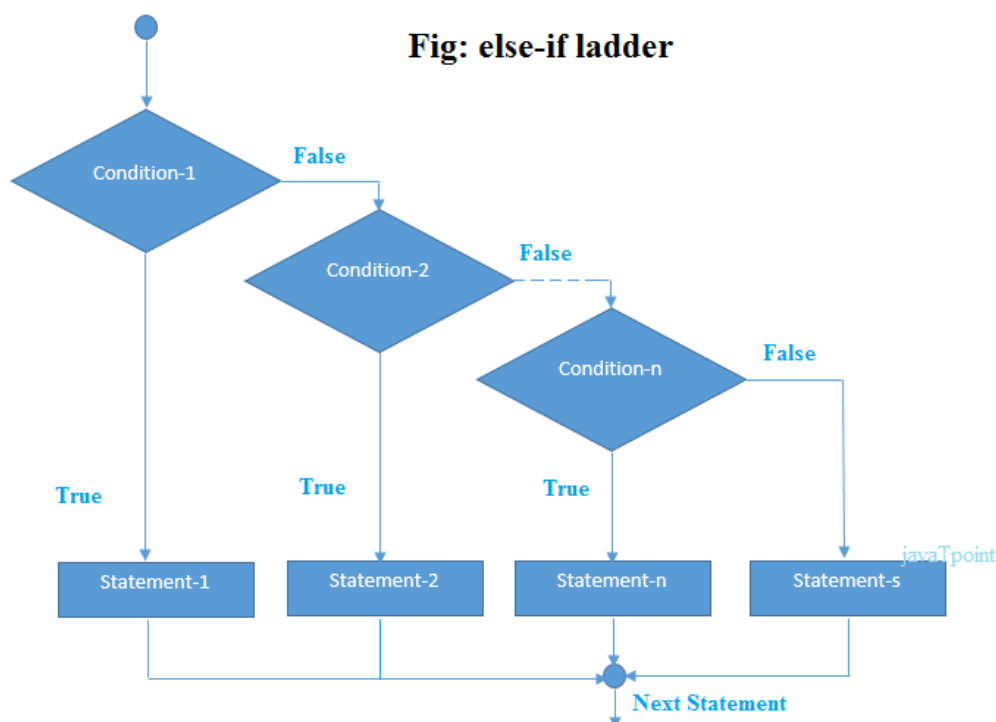 Fig: else-if ladder
Condition-1
False
Condition-2
False
Condition-n
False
True
True
True
javaTpoint
Statement-1
Statement-2
Statement-n
Statement-s
Next Statement